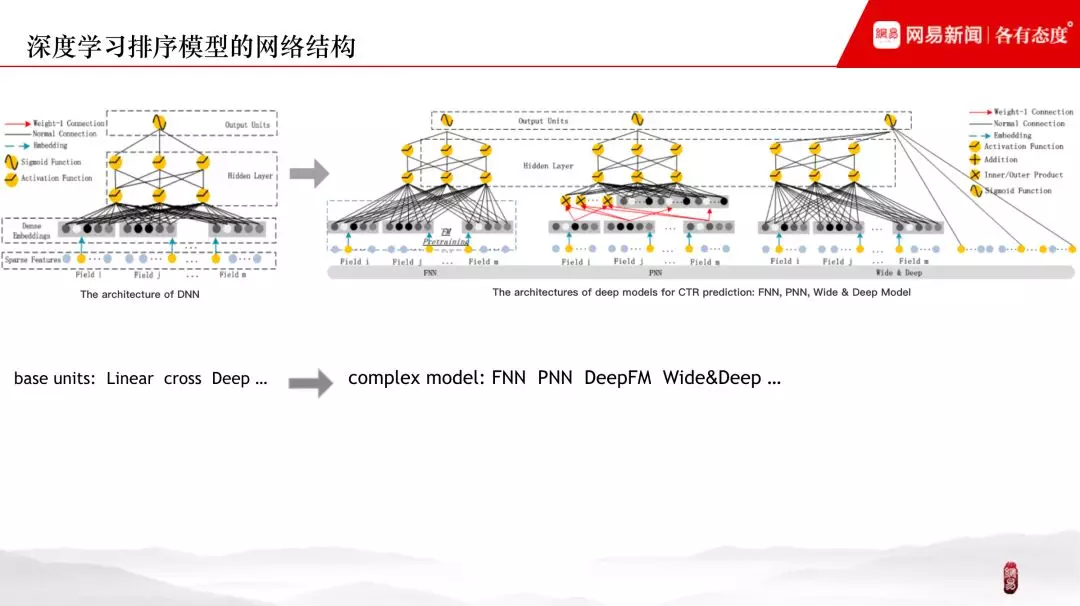 深度学习排序模型的网络结构
網易 网易新闻 | 各有态度°
Weight-1 Connection
Normal Connection
Embedding
Sigmoid Function
Activation Function
Output Units
Hidden Layer
Dense Embeddings
Sparse Features
Field i Field j ... Field m
The architecture of DNN
Output Units
Hidden Layer
FM Pretraining
Field i Field j ... Field m
Field i Field j ... Field m
Field i Field j ... Field m
FNN PNN Wide & Deep
Weight-1 Connection
Normal Connection
Embedding
Activation Function
Addition
Inner/Outer Product
Sigmoid Function
The architectures of deep models for CTR prediction: FNN, PNN, Wide & Deep Model
base units: Linear cross Deep ...
complex model: FNN PNN DeepFM Wide&Deep ...
網易